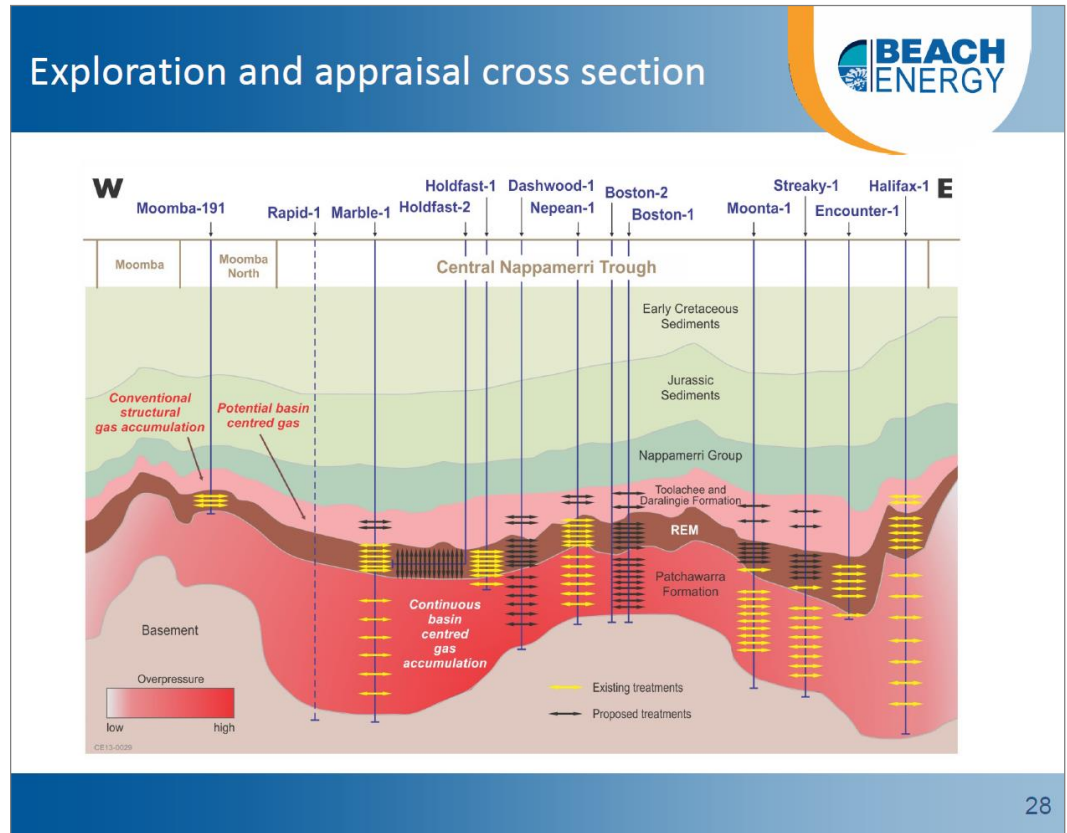 Exploration and appraisal cross section
BEACH
ENERGY
W
E
Moomba-191
Rapid-1
Marble-1
Holdfast-1
Holdfast-2
Dashwood-1
Nepean-1
Boston-2
Boston-1
Moonta-1
Streaky-1
Encounter-1
Halifax-1
Moomba
Moomba
North
Central Nappamerri Trough
Early Cretaceous
Sediments
Jurassic
Sediments
Conventional
structural
gas accumulation
Potential basin
centred gas
Nappamerri Group
Toolachee and
Daralingie Formation
REM
Patchawarra
Formation
Continuous
basin
centred
gas
accumulation
Basement
Overpressure
low
high
Existing treatments
Proposed treatments
CE13-0029
28